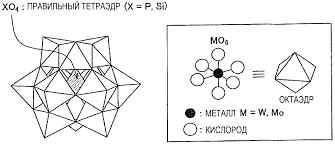 XO₄ : ПРАВИЛЬНЫЙ ТЕТРАЭДР (X = P, Si)
MO₆
ОКТАЭДР
: МЕТАЛЛ M = W, Mo
: КИСЛОРОД